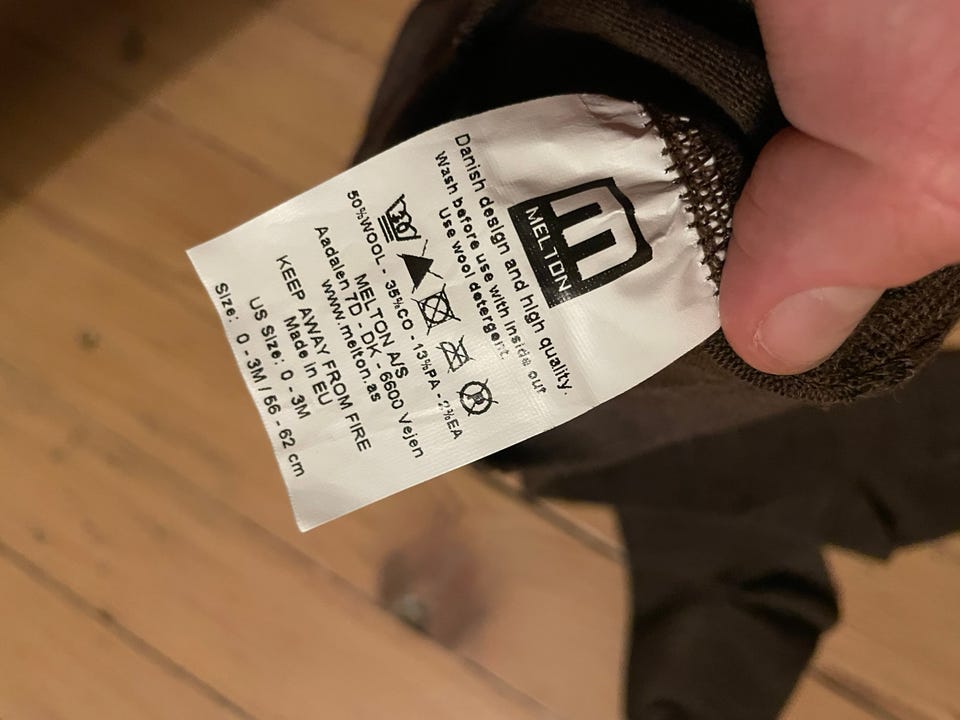 MELTON
Danish design and high quality.
Wash before use with inside out
Use wool detergent.
30
P
50%WOOL - 35%CO - 13%PA - 2%EA
MELTON A/S
Aadalen 7D - DK - 6600 Vejen
www.melton.as
KEEP AWAY FROM FIRE
Made in EU
US Size: 0 - 3M
Size: 0 - 3M / 56 - 62 cm